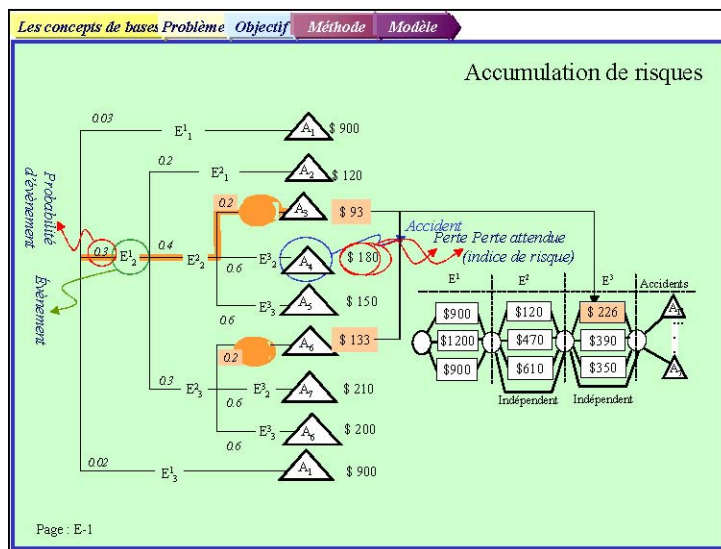 Les concepts de bases Problème Objectif Méthode Modèle
Accumulation de risques
0.03
E¹₁
A₁
$ 900
0.2
E²₁
A₂
$ 120
Probabilité
d'évènement
0.2
A₃
$ 93
Accident
0.3
E¹₂
0.4
E²₂
0.6
E³₂
A₄
$ 180
Perte Perte attendue
(indice de risque)
Évènement
E³₃
A₅
$ 150
0.6
0.2
A₆
$ 133
0.3
E²₃
0.6
E³₂
A₇
$ 210
E³₃
A₆
$ 200
0.6
0.02
E¹₃
A₁
$ 900
E¹
E²
E³
Accidents
$900
$120
$ 226
$1200
$470
$390
$900
$610
$350
Indépendent
Indépendent
Page : E-1